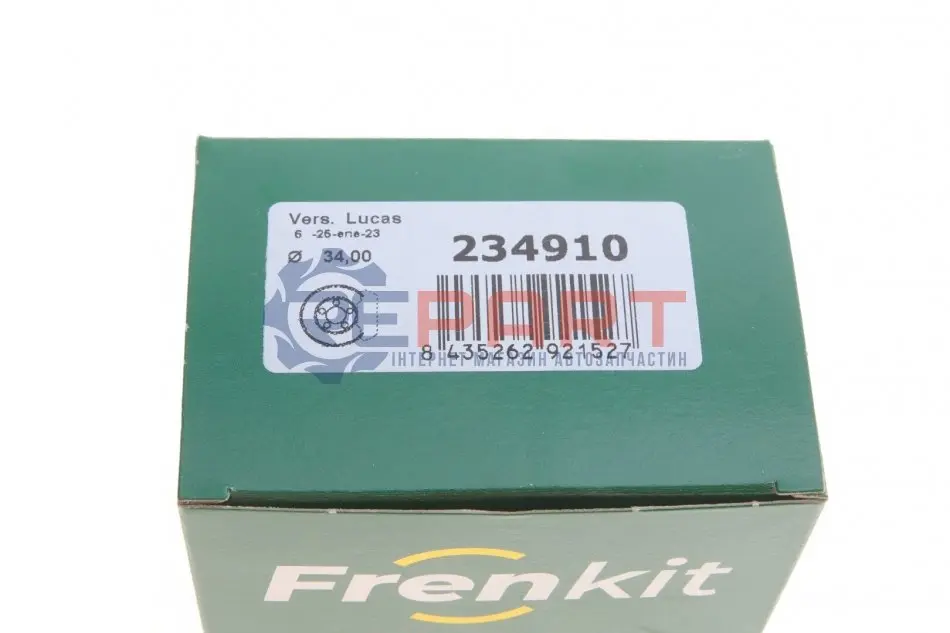 Vers. Lucas
6 -25-ene-23
Ø 34,00
234910
EPART
8 435262 921527
ІНТЕРНЕТ МАГАЗИН АВТОЗАПЧАСТИН
Frenkit